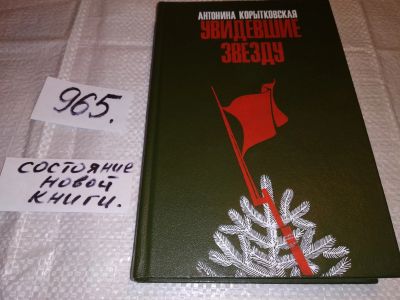 АНТОНИНА КОРЫТКОВСКАЯ
УВИДЕВШИЕ
ЗВЕЗДУ
965.
СОСТОЯНИЕ
НОВОЙ
КНИГИ.